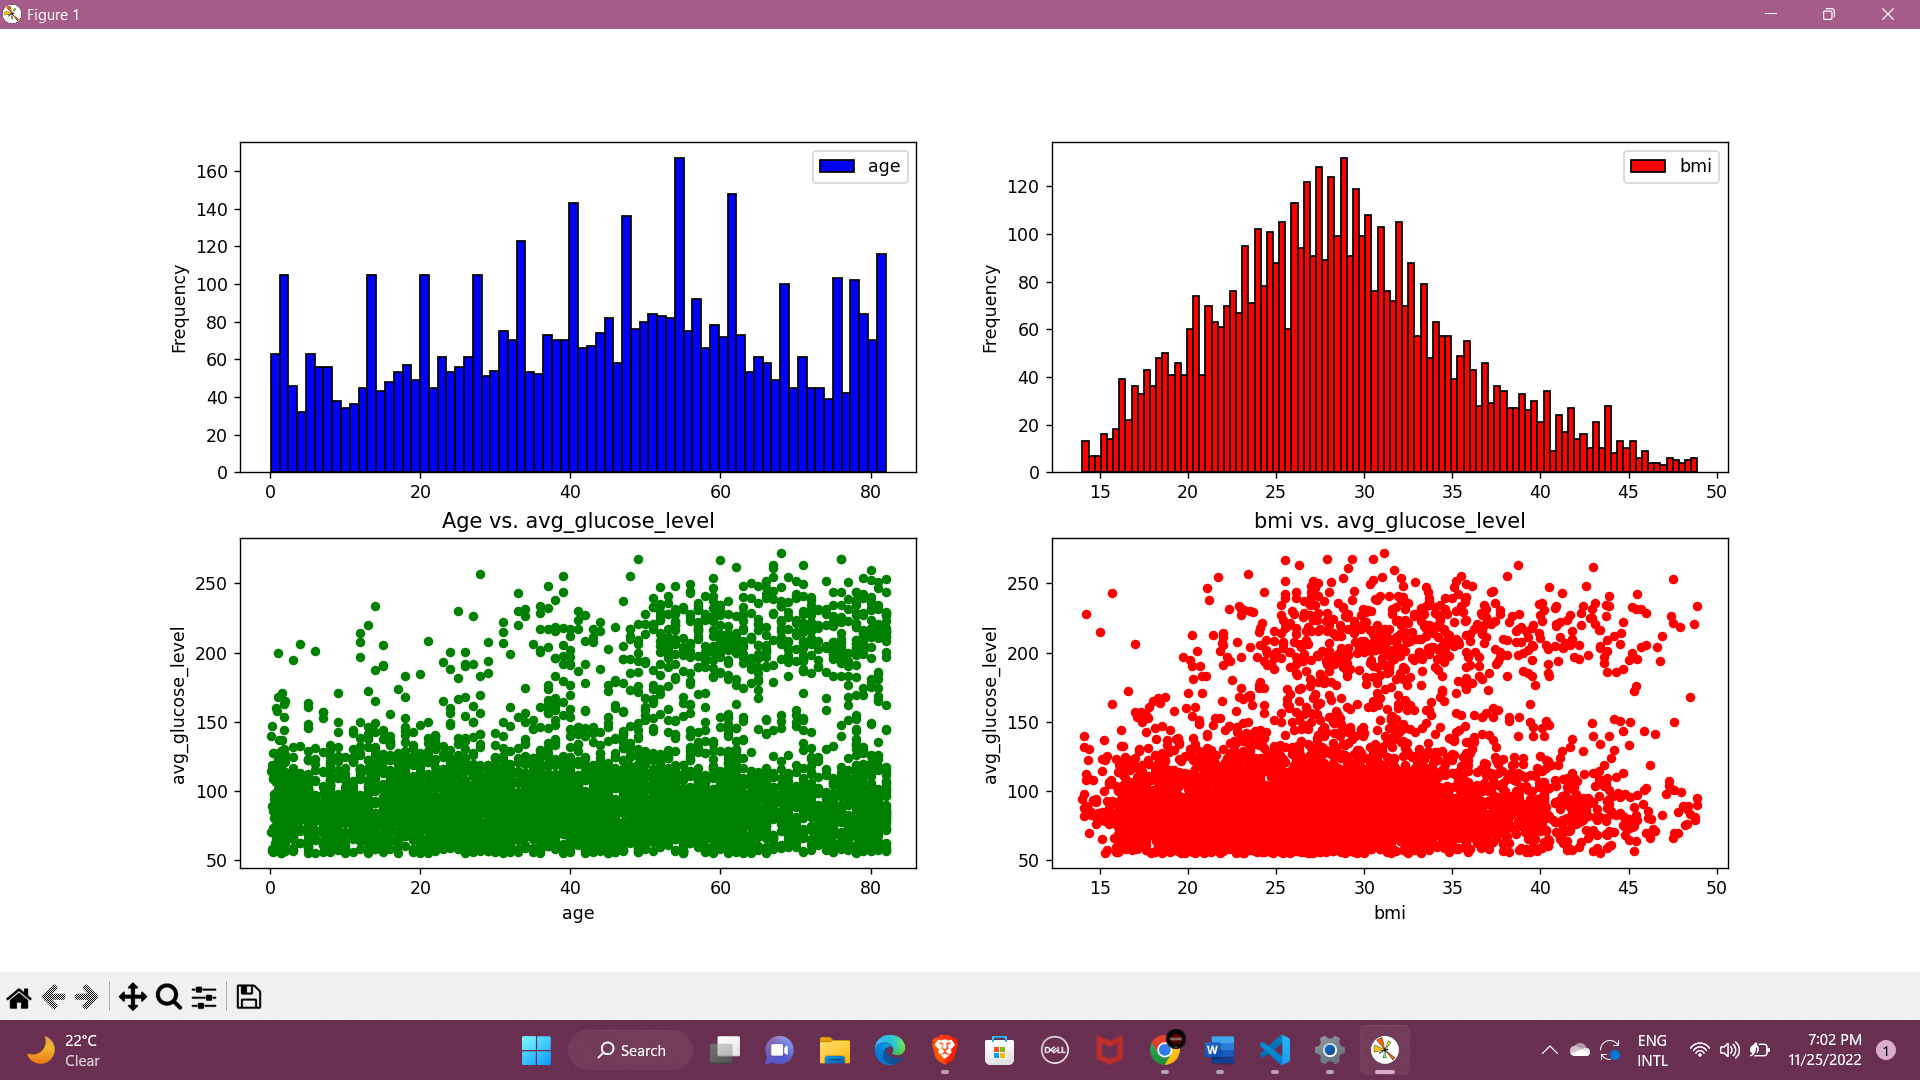 Figure 1
160
140
120
100
80
60
40
20
0
Frequency
age
0 20 40 60 80
120
100
80
60
40
20
0
Frequency
bmi
15 20 25 30 35 40 45 50
Age vs. avg_glucose_level
250
200
150
100
50
avg_glucose_level
0 20 40 60 80
age
bmi vs. avg_glucose_level
250
200
150
100
50
avg_glucose_level
15 20 25 30 35 40 45 50
bmi
22°C
Clear
Search
DELL
W
ENG
INTL
7:02 PM
11/25/2022
1